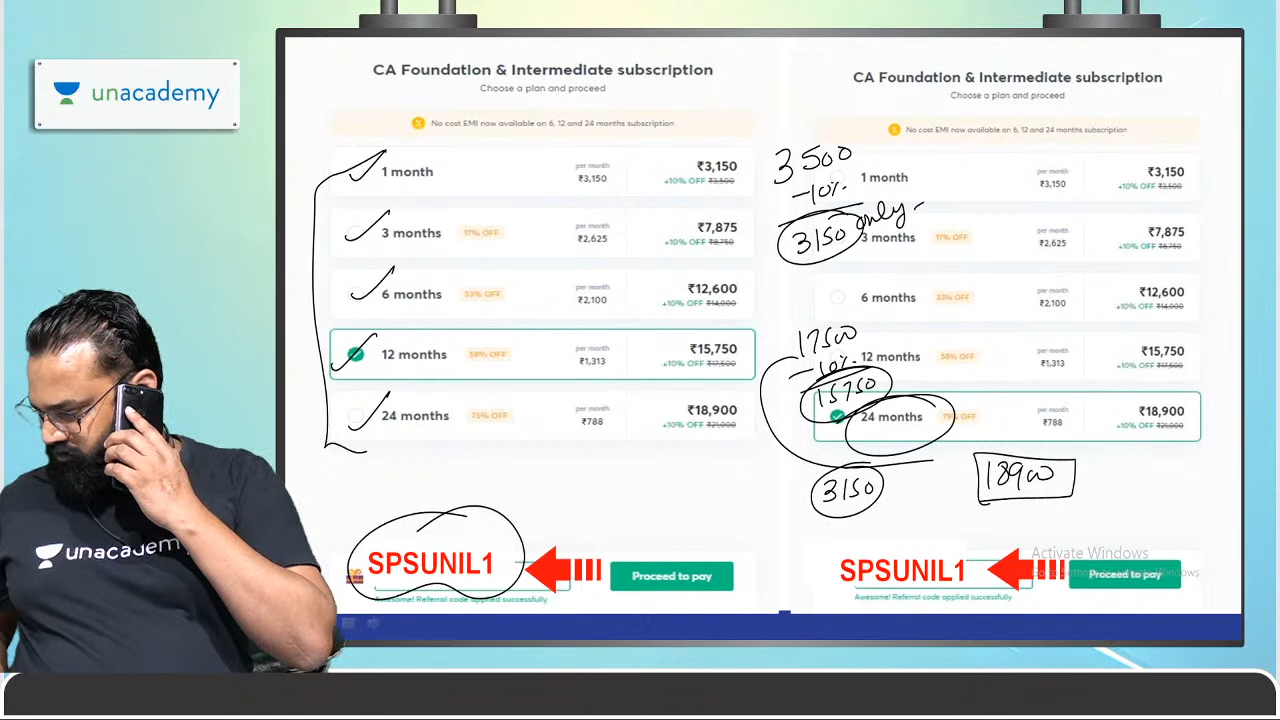 unacademy
CA Foundation & Intermediate subscription
Choose a plan and proceed
No cost EMI now available on 6, 12 and 24 months subscription
1 month per month ₹3,150 ₹3,150 +10% OFF ₹3,500
3 months 17% OFF per month ₹2,625 ₹7,875 +10% OFF ₹8,750
6 months 33% OFF per month ₹2,100 ₹12,600 +10% OFF ₹14,000
12 months 58% OFF per month ₹1,313 ₹15,750 +10% OFF ₹17,500
24 months 75% OFF per month ₹788 ₹18,900 +10% OFF ₹21,000
SPSUNIL1
Proceed to pay
Awesome! Referral code applied successfully
CA Foundation & Intermediate subscription
Choose a plan and proceed
No cost EMI now available on 6, 12 and 24 months subscription
1 month per month ₹3,150 ₹3,150 +10% OFF ₹3,500
3 months 17% OFF per month ₹2,625 ₹7,875 +10% OFF ₹8,750
6 months 33% OFF per month ₹2,100 ₹12,600 +10% OFF ₹14,000
12 months 58% OFF per month ₹1,313 ₹15,750 +10% OFF ₹17,500
24 months 75% OFF per month ₹788 ₹18,900 +10% OFF ₹21,000
3500
-10%
3150 only -
17500
-10%
15750
3150
18900
SPSUNIL1
Activate Windows
Proceed to pay
Awesome! Referral code applied successfully
unacademy